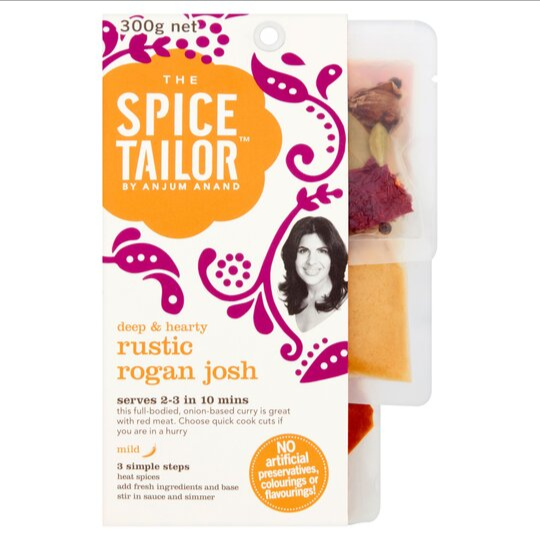 300g net
THE
SPICE
TAILOR™
BY ANJUM ANAND
deep & hearty
rustic
rogan josh
serves 2-3 in 10 mins
this full-bodied, onion-based curry is great
with red meat. Choose quick cook cuts if
you are in a hurry
mild
3 simple steps
heat spices
add fresh ingredients and base
stir in sauce and simmer
NO
artificial
preservatives,
colourings or
flavourings!